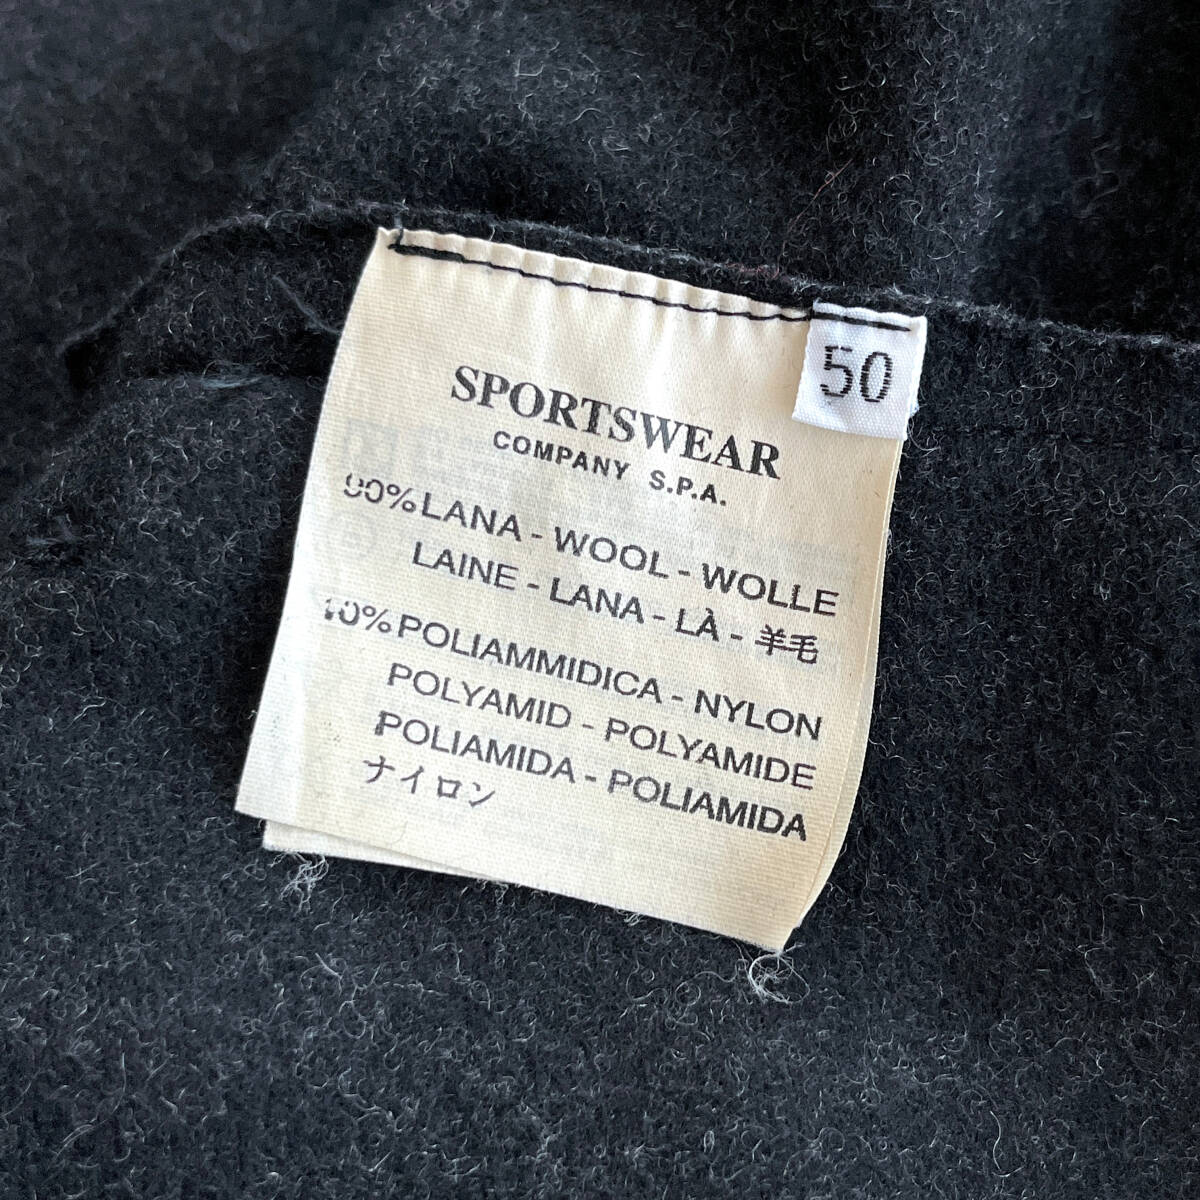 50
SPORTSWEAR
COMPANY S.P.A.
90% LANA - WOOL - WOLLE
LAINE - LANA - LÀ - 羊毛
10% POLIAMMIDICA - NYLON
POLYAMID - POLYAMIDE
POLIAMIDA - POLIAMIDA
ナイロン